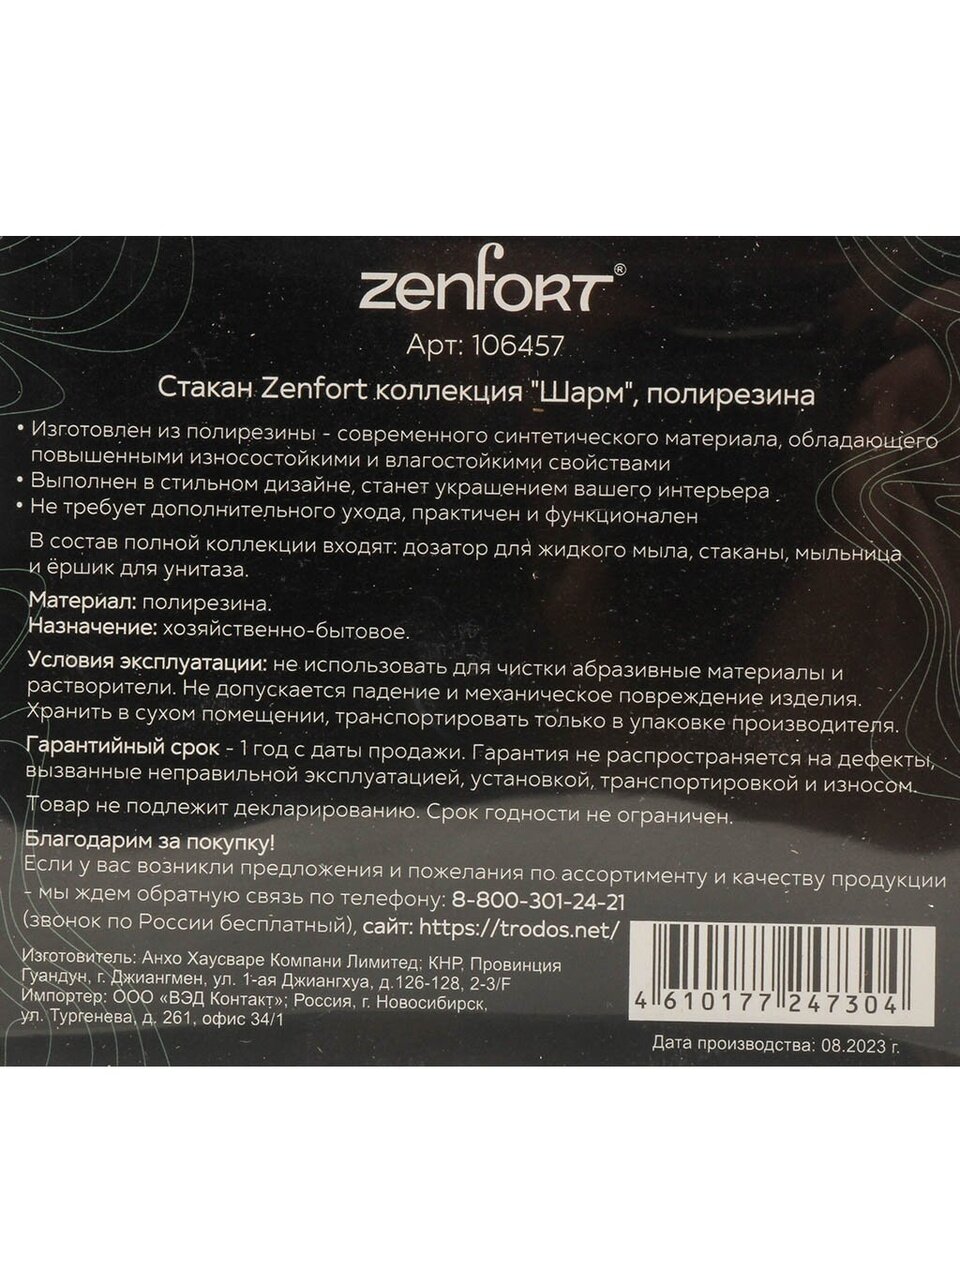 zenfort®
Арт: 106457
Стакан Zenfort коллекция "Шарм", полирезина
• Изготовлен из полирезины - современного синтетического материала, обладающего
повышенными износостойкими и влагостойкими свойствами
• Выполнен в стильном дизайне, станет украшением вашего интерьера .
• Не требует дополнительного ухода, практичен и функционален
В состав полной коллекции входят: дозатор для жидкого мыла, стаканы, мыльница
и ёршик для унитаза.
Материал: полирезина.
Назначение: хозяйственно-бытовое.
Условия эксплуатации: не использовать для чистки абразивные материалы и
растворители. Не допускается падение и механическое повреждение изделия.
Хранить в сухом помещении, транспортировать только в упаковке производителя.
Гарантийный срок - 1 год с даты продажи. Гарантия не распространяется на дефекты,
вызванные неправильной эксплуатацией, установкой, транспортировкой и износом.
Товар не подлежит декларированию. Срок годности не ограничен.
Благодарим за покупку!
Если у вас возникли предложения и пожелания по ассортименту и качеству продукции
- мы ждем обратную связь по телефону: 8-800-301-24-21
(звонок по России бесплатный), сайт: https://trodos.net/
Изготовитель: Анхо Хаусваре Компани Лимитед; КНР, Провинция
Гуандун, г. Джиангмен, ул. 1-ая Джиангхуа, д.126-128, 2-3/F
Импортер: ООО «ВЭД Контакт»; Россия, г. Новосибирск,
ул. Тургенева, д. 261, офис 34/1
4 610177 247304
Дата производства: 08.2023 г.